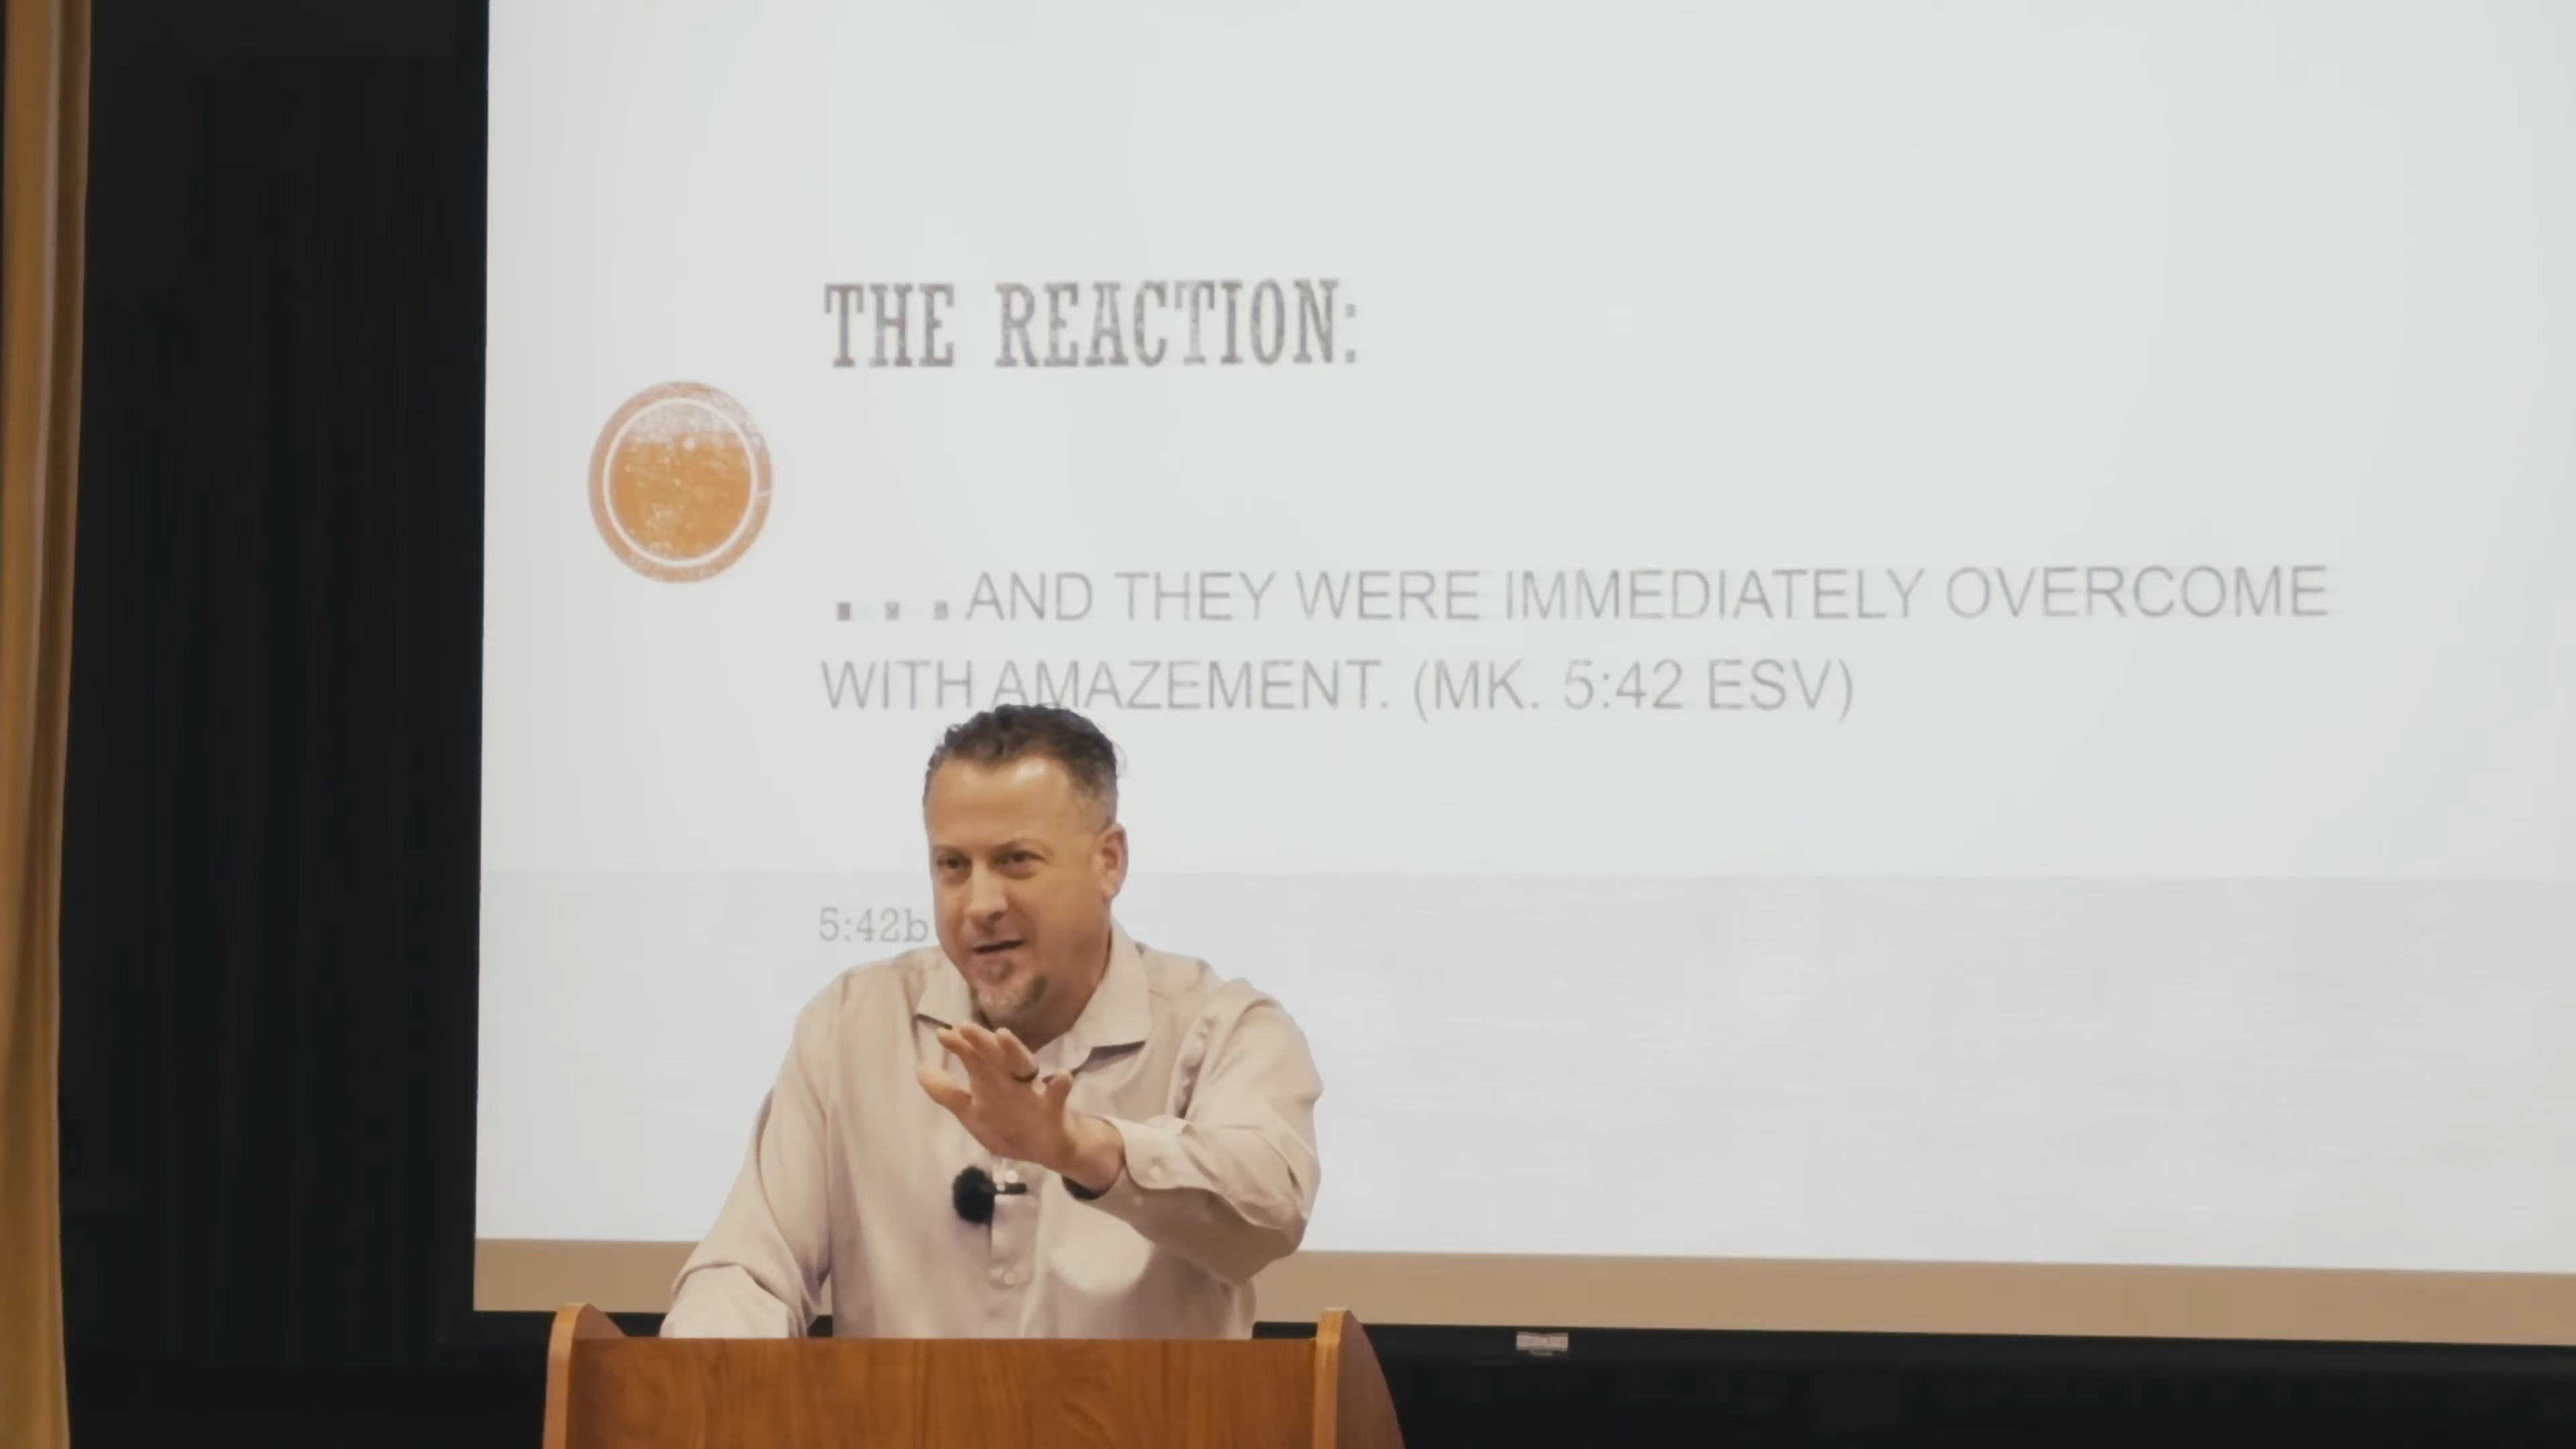 THE REACTION:
...AND THEY WERE IMMEDIATELY OVERCOME
WITH AMAZEMENT. (MK. 5:42 ESV)
5:42b